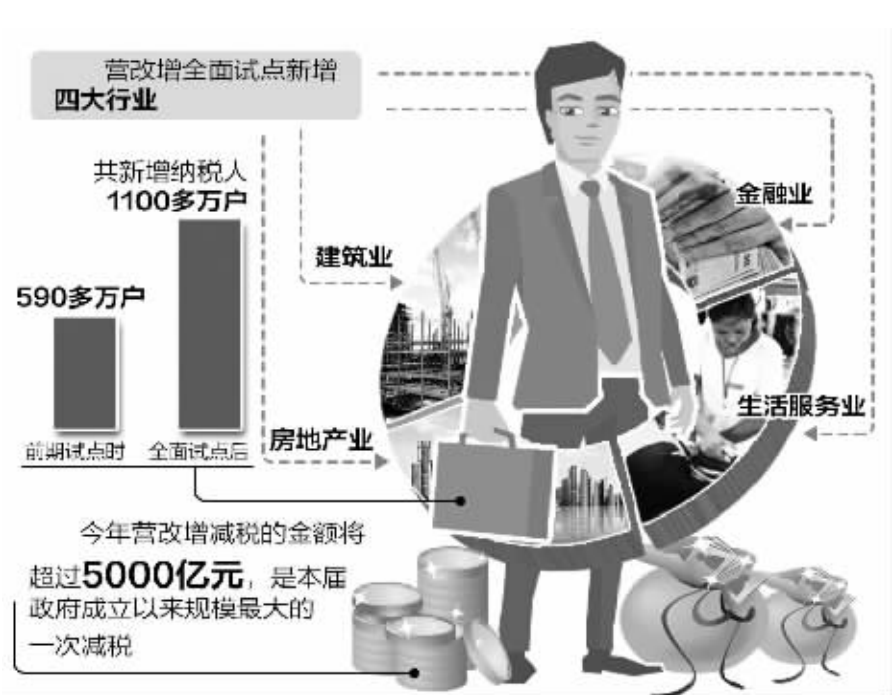 营改增全面试点新增
四大行业
共新增纳税人
1100多万户
590多万户
前期试点时
全面试点后
建筑业
金融业
房地产业
生活服务业
今年营改增减税的金额将
超过5000亿元，是本届
政府成立以来规模最大的
一次减税